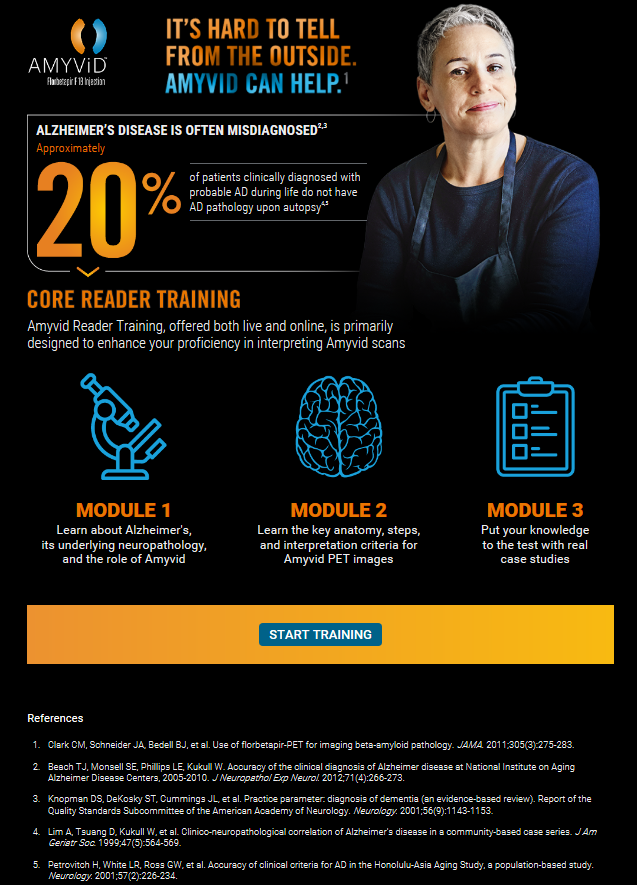 AMYViD
Florbetapir F 18 Injection
IT'S HARD TO TELL
FROM THE OUTSIDE.
AMYVID CAN HELP.1
ALZHEIMER'S DISEASE IS OFTEN MISDIAGNOSED2,3
Approximately
20%
of patients clinically diagnosed with
probable AD during life do not have
AD pathology upon autopsy4,5
CORE READER TRAINING
Amyvid Reader Training, offered both live and online, is primarily
designed to enhance your proficiency in interpreting Amyvid scans
MODULE 1
Learn about Alzheimer's,
its underlying neuropathology,
and the role of Amyvid
MODULE 2
Learn the key anatomy, steps,
and interpretation criteria for
Amyvid PET images
MODULE 3
Put your knowledge
to the test with real
case studies
START TRAINING
References
1. Clark CM, Schneider JA, Bedell BJ, et al. Use of florbetapir-PET for imaging beta-amyloid pathology. JAMA. 2011;305(3):275-283.
2. Beach TJ, Monsell SE, Phillips LE, Kukull W. Accuracy of the clinical diagnosis of Alzheimer disease at National Institute on Aging
Alzheimer Disease Centers, 2005-2010. J Neuropathol Exp Neurol. 2012;71(4):266-273.
3. Knopman DS, DeKosky ST, Cummings JL, et al. Practice parameter: diagnosis of dementia (an evidence-based review). Report of the
Quality Standards Subcommittee of the American Academy of Neurology. Neurology. 2001;56(9):1143-1153.
4. Lim A, Tsuang D, Kukull W, et al. Clinico-neuropathological correlation of Alzheimer's disease in a community-based case series. J Am
Geriatr Soc. 1999;47(5):564-569.
5. Petrovitch H, White LR, Ross GW, et al. Accuracy of clinical criteria for AD in the Honolulu-Asia Aging Study, a population-based study.
Neurology. 2001;57(2):226-234.